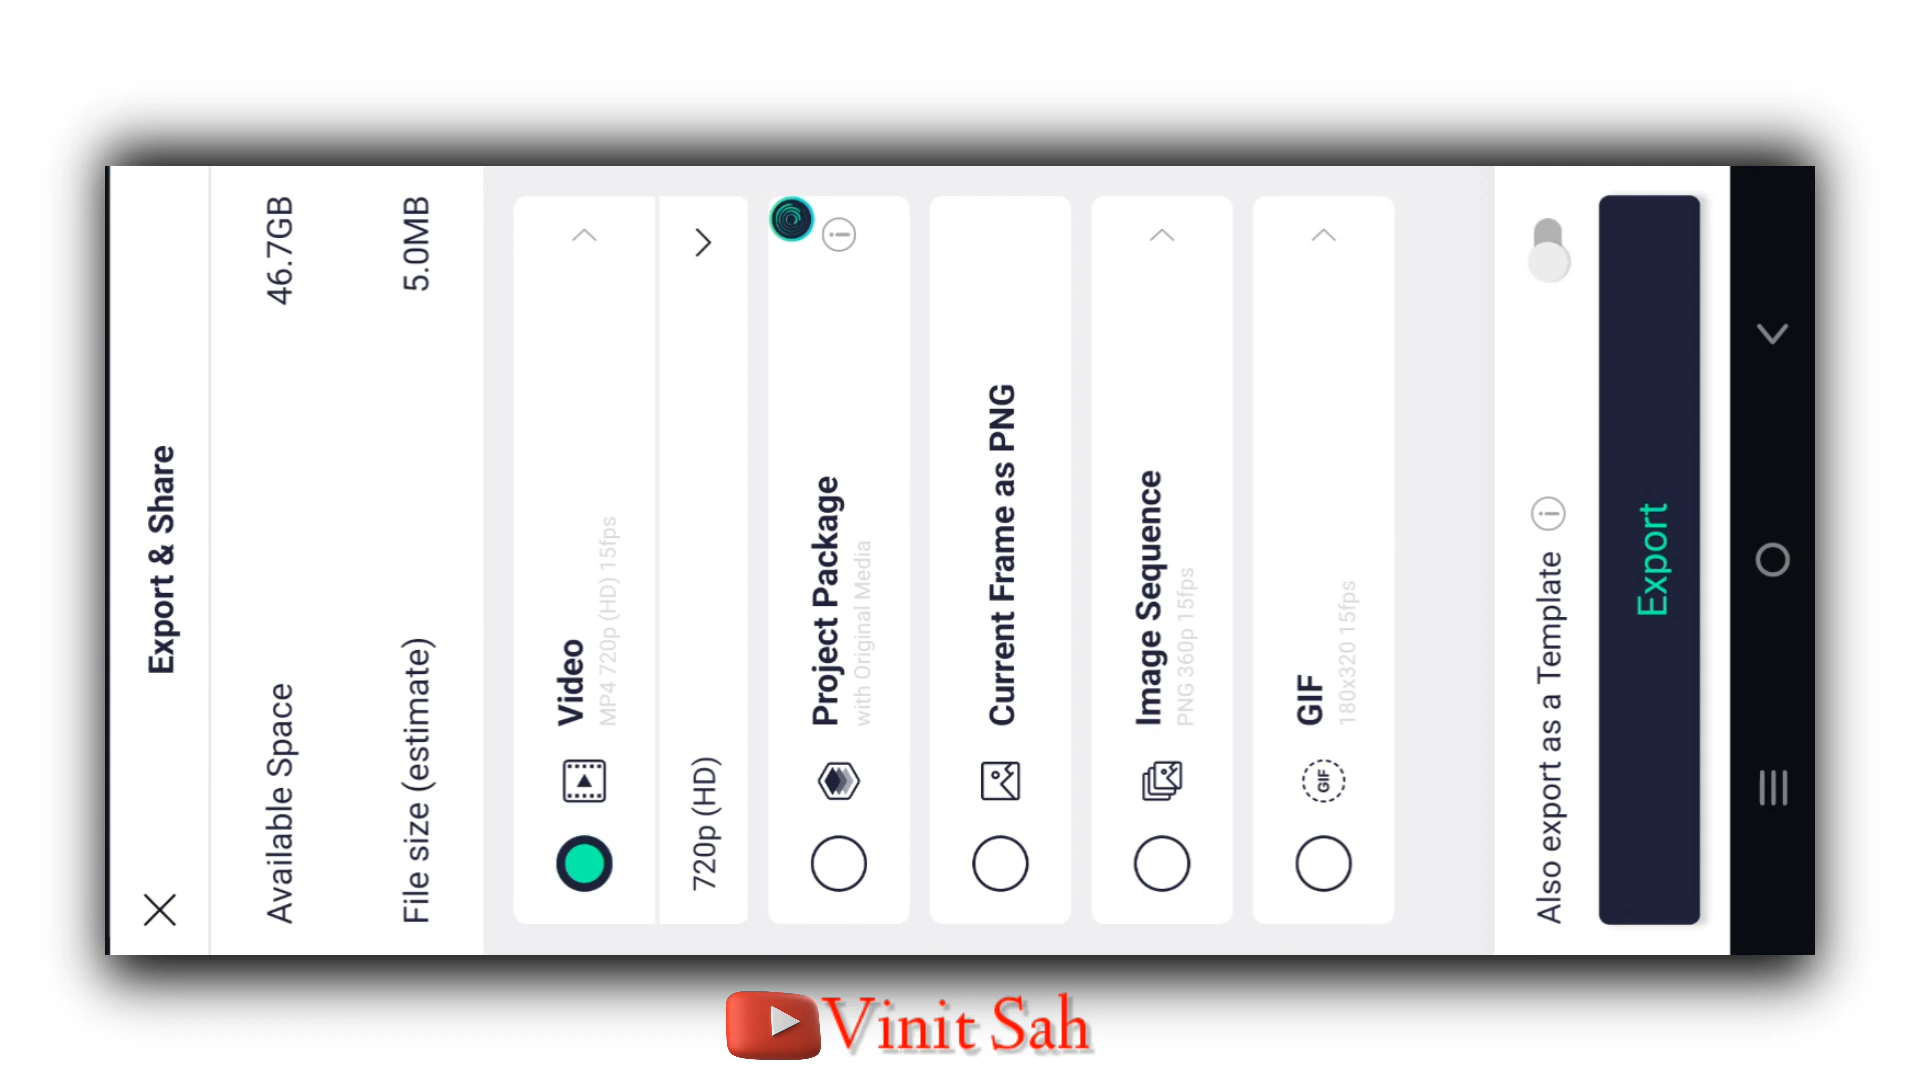 Export & Share
Available Space 46.7GB
File size (estimate) 5.0MB
Video
MP4 720p (HD) 15fps
720p (HD)
Project Package
with Original Media
Current Frame as PNG
Image Sequence
PNG 360p 15fps
GIF
GIF
180x320 15fps
Also export as a Template
Export
Vinit Sah